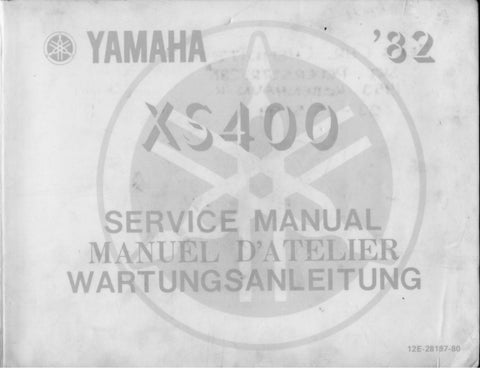 YAMAHA '82
XS400
SERVICE MANUAL
MANUEL D'ATELIER
WARTUNGSANLEITUNG
12E-28197-80